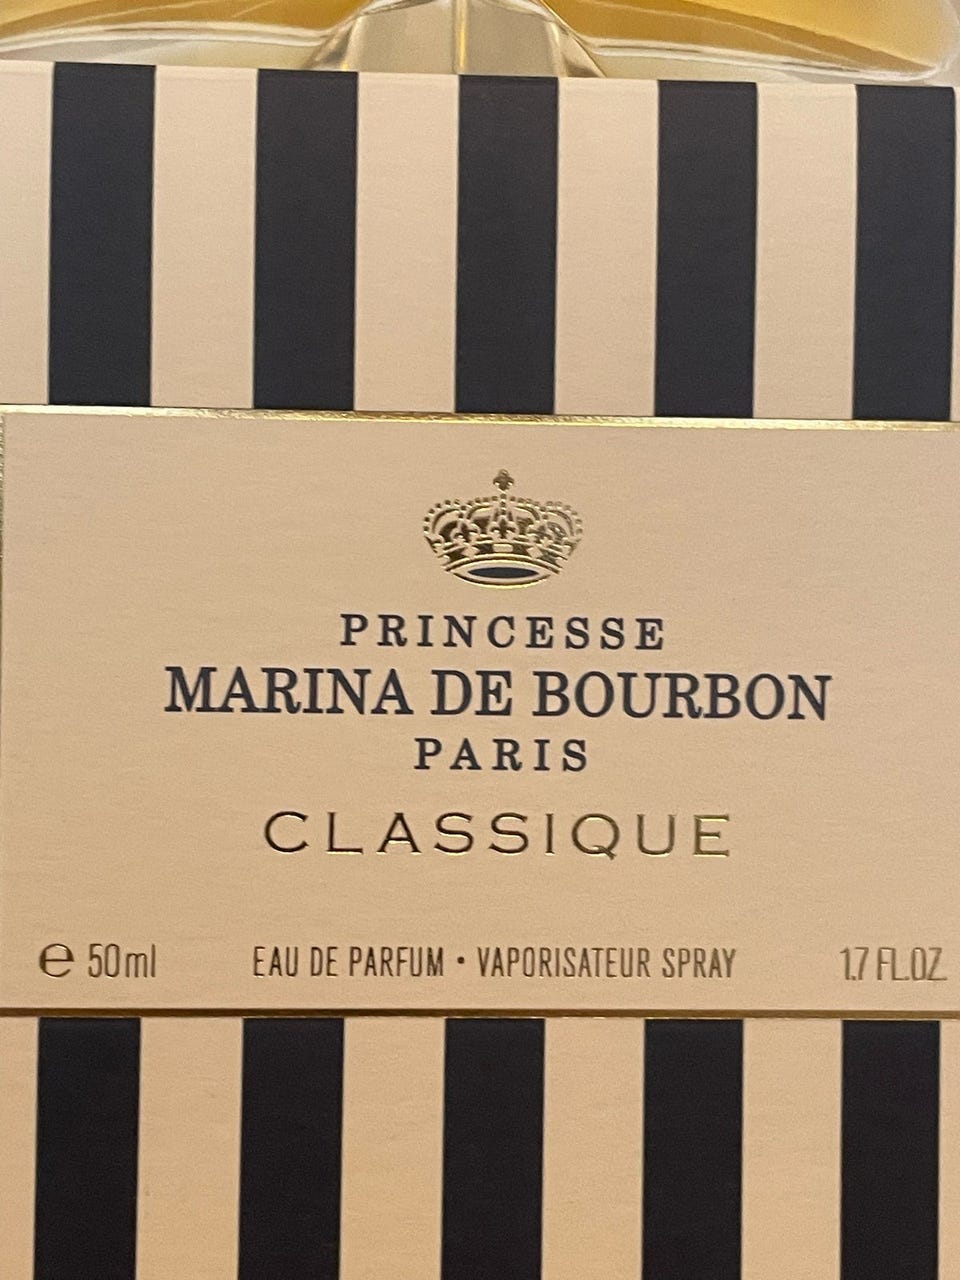 PRINCESSE
MARINA DE BOURBON
PARIS
CLASSIQUE
℮ 50ml EAU DE PARFUM • VAPORISATEUR SPRAY 1.7 FL.OZ.